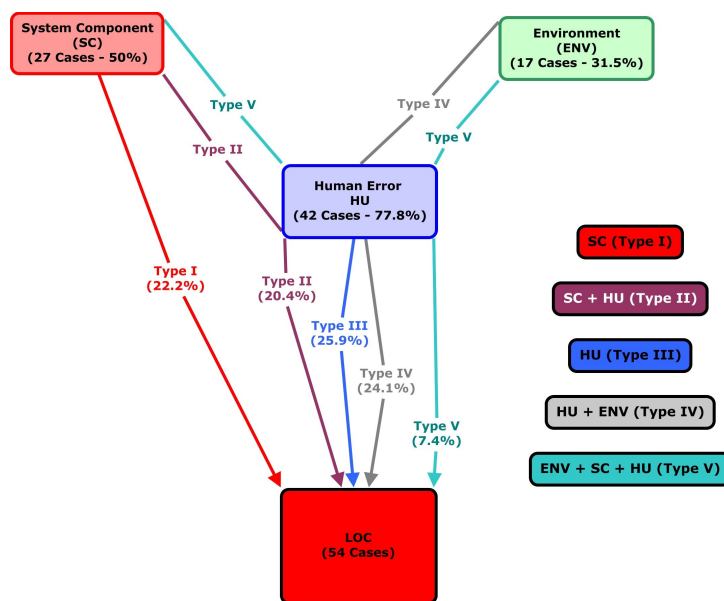 System Component
(SC)
(27 Cases - 50%)
Environment
(ENV)
(17 Cases - 31.5%)
Type V
Type IV
Type V
Type II
Human Error
HU
(42 Cases - 77.8%)
SC (Type I)
Type I
(22.2%)
Type II
(20.4%)
SC + HU (Type II)
Type III
(25.9%)
HU (Type III)
Type IV
(24.1%)
HU + ENV (Type IV)
Type V
(7.4%)
ENV + SC + HU (Type V)
LOC
(54 Cases)